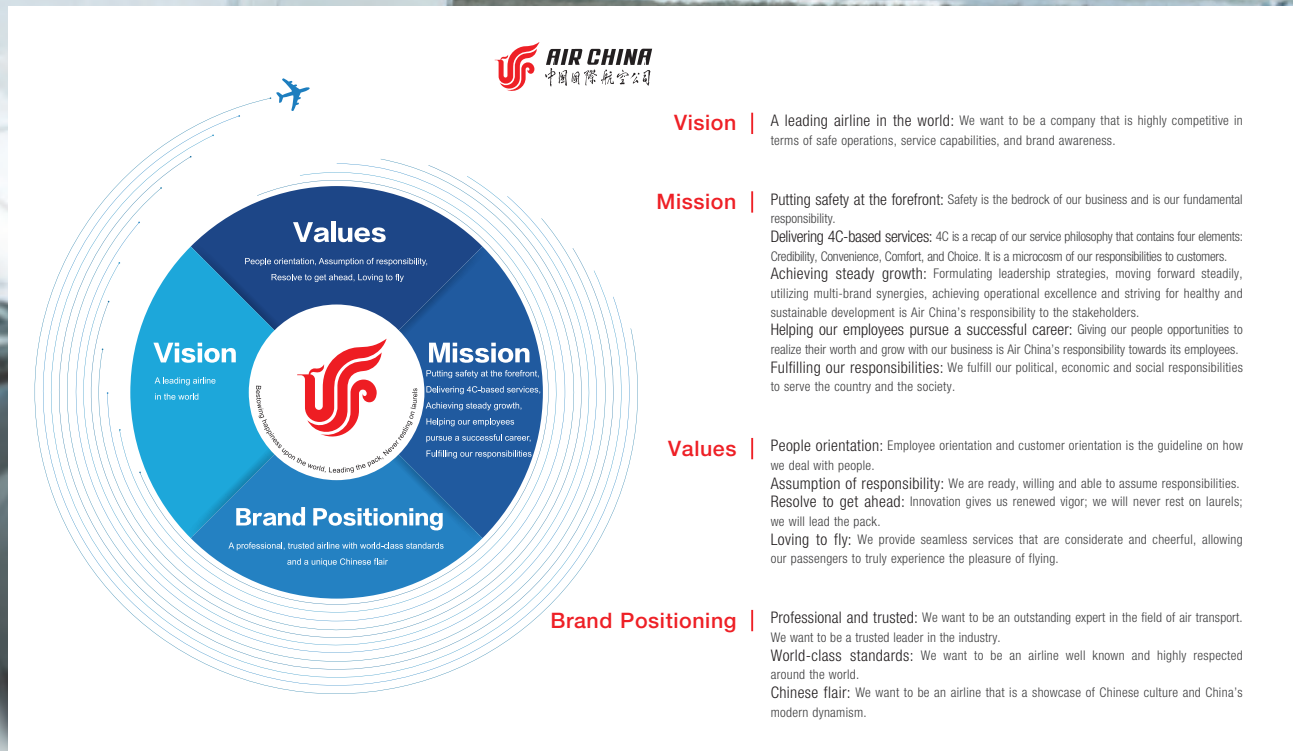 AIR CHINA
中国国际航空公司
Values
People orientation, Assumption of responsibility,
Resolve to get ahead, Loving to fly
Vision
A leading airline
in the world
Mission
Putting safety at the forefront,
Delivering 4C-based services,
Achieving steady growth,
Helping our employees
pursue a successful career,
Fulfilling our responsibilities
Bestowing happiness upon the world, Leading the pack, Never resting on laurels
Brand Positioning
A professional, trusted airline with world-class standards
and a unique Chinese flair
Vision
A leading airline in the world: We want to be a company that is highly competitive in
terms of safe operations, service capabilities, and brand awareness.
Mission
Putting safety at the forefront: Safety is the bedrock of our business and is our fundamental
responsibility.
Delivering 4C-based services: 4C is a recap of our service philosophy that contains four elements:
Credibility, Convenience, Comfort, and Choice. It is a microcosm of our responsibilities to customers.
Achieving steady growth: Formulating leadership strategies, moving forward steadily,
utilizing multi-brand synergies, achieving operational excellence and striving for healthy and
sustainable development is Air China's responsibility to the stakeholders.
Helping our employees pursue a successful career: Giving our people opportunities to
realize their worth and grow with our business is Air China's responsibility towards its employees.
Fulfilling our responsibilities: We fulfill our political, economic and social responsibilities
to serve the country and the society.
Values
People orientation: Employee orientation and customer orientation is the guideline on how
we deal with people.
Assumption of responsibility: We are ready, willing and able to assume responsibilities.
Resolve to get ahead: Innovation gives us renewed vigor; we will never rest on laurels;
we will lead the pack.
Loving to fly: We provide seamless services that are considerate and cheerful, allowing
our passengers to truly experience the pleasure of flying.
Brand Positioning
Professional and trusted: We want to be an outstanding expert in the field of air transport.
We want to be a trusted leader in the industry.
World-class standards: We want to be an airline well known and highly respected
around the world.
Chinese flair: We want to be an airline that is a showcase of Chinese culture and China's
modern dynamism.